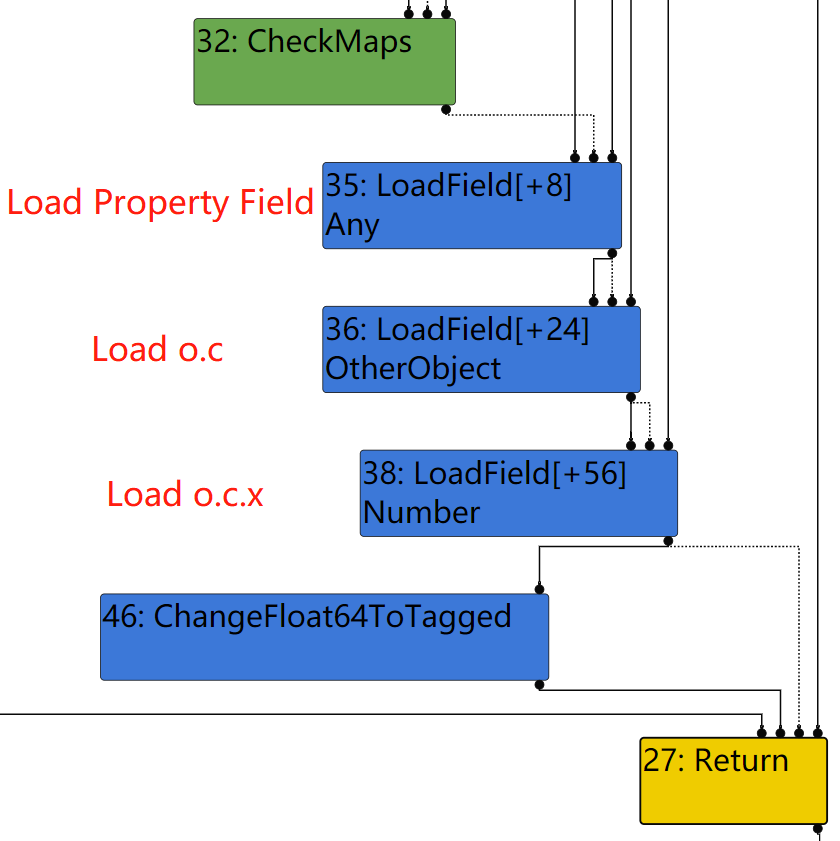 32: CheckMaps
Load Property Field
35: LoadField[+8]
Any
Load o.c
36: LoadField[+24]
OtherObject
Load o.c.x
38: LoadField[+56]
Number
46: ChangeFloat64ToTagged
27: Return